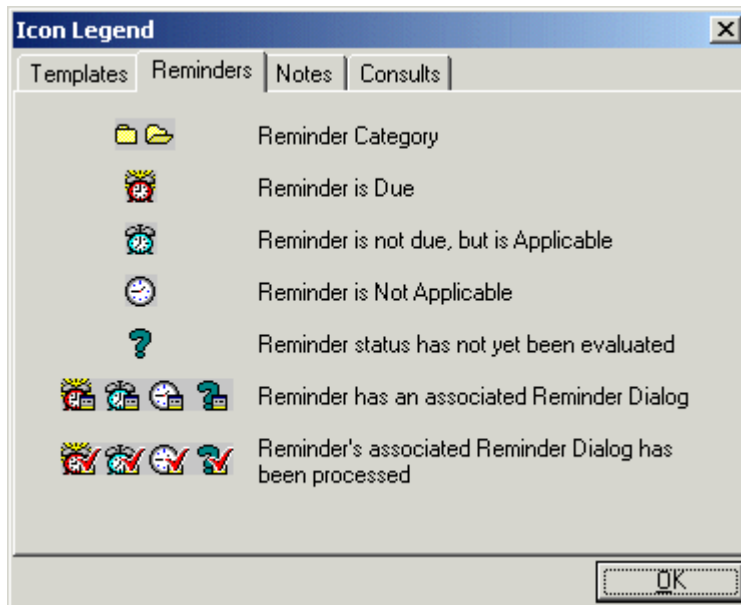 Icon Legend
Templates Reminders Notes Consults
Reminder Category
Reminder is Due
Reminder is not due, but is Applicable
Reminder is Not Applicable
Reminder status has not yet been evaluated
Reminder has an associated Reminder Dialog
Reminder's associated Reminder Dialog has
been processed
OK